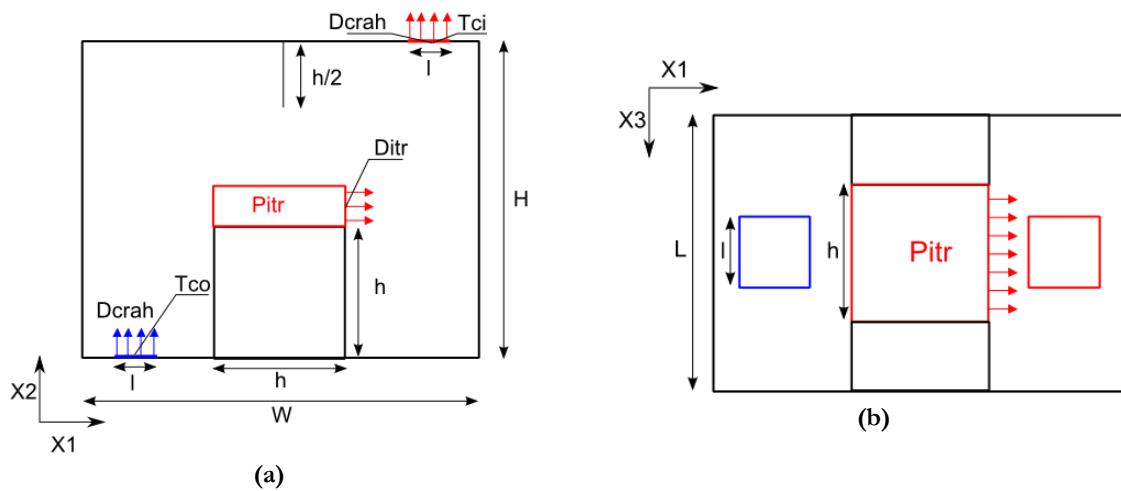 Dcrah
Tci
l
h/2
Ditr
H
Pitr
h
Tco
Dcrah
l
h
X2
W
X1
(a)
X1
X3
L
l
h
Pitr
(b)